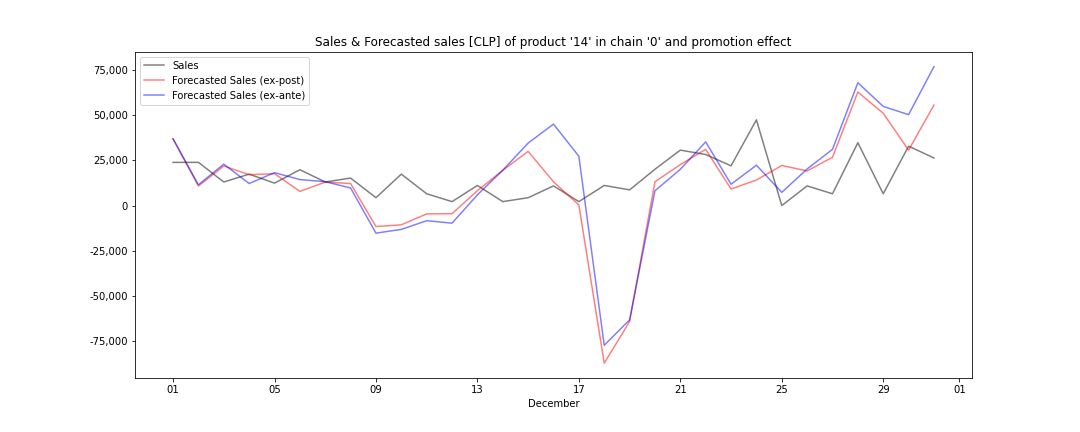 Sales & Forecasted sales [CLP] of product '14' in chain '0' and promotion effect
Sales
Forecasted Sales (ex-post)
Forecasted Sales (ex-ante)
75,000
50,000
25,000
0
-25,000
-50,000
-75,000
01 05 09 13 17 21 25 29 01
December